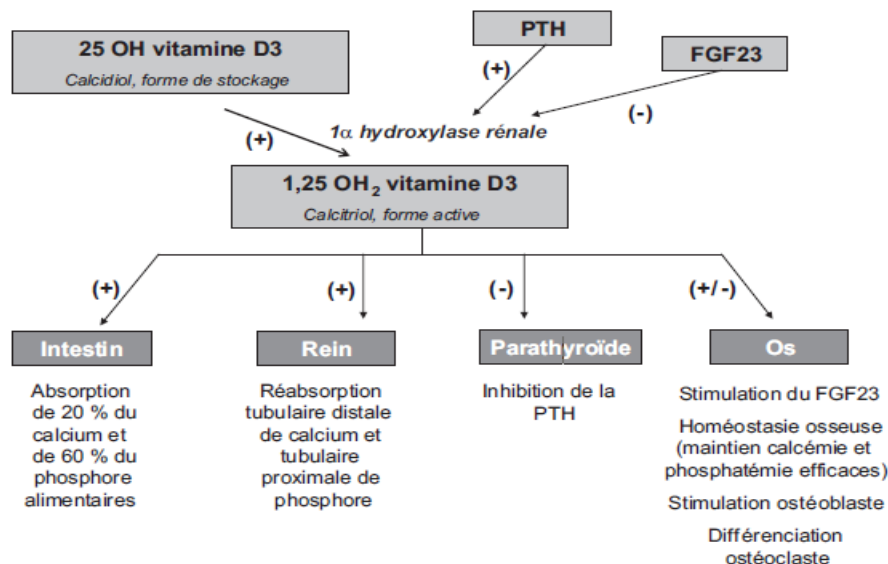 25 OH vitamine D3
Calcidiol, forme de stockage
PTH
FGF23
(+)
(-)
(+)
1α hydroxylase rénale
1,25 OH₂ vitamine D3
Calcitriol, forme active
(+)
(+)
(-)
(+/-)
Intestin
Absorption
de 20 % du
calcium et
de 60 % du
phosphore
alimentaires
Rein
Réabsorption
tubulaire distale
de calcium et
tubulaire
proximale de
phosphore
Parathyroïde
Inhibition de la
PTH
Os
Stimulation du FGF23
Homéostasie osseuse
(maintien calcémie et
phosphatémie efficaces)
Stimulation ostéoblaste
Différenciation
ostéoclaste